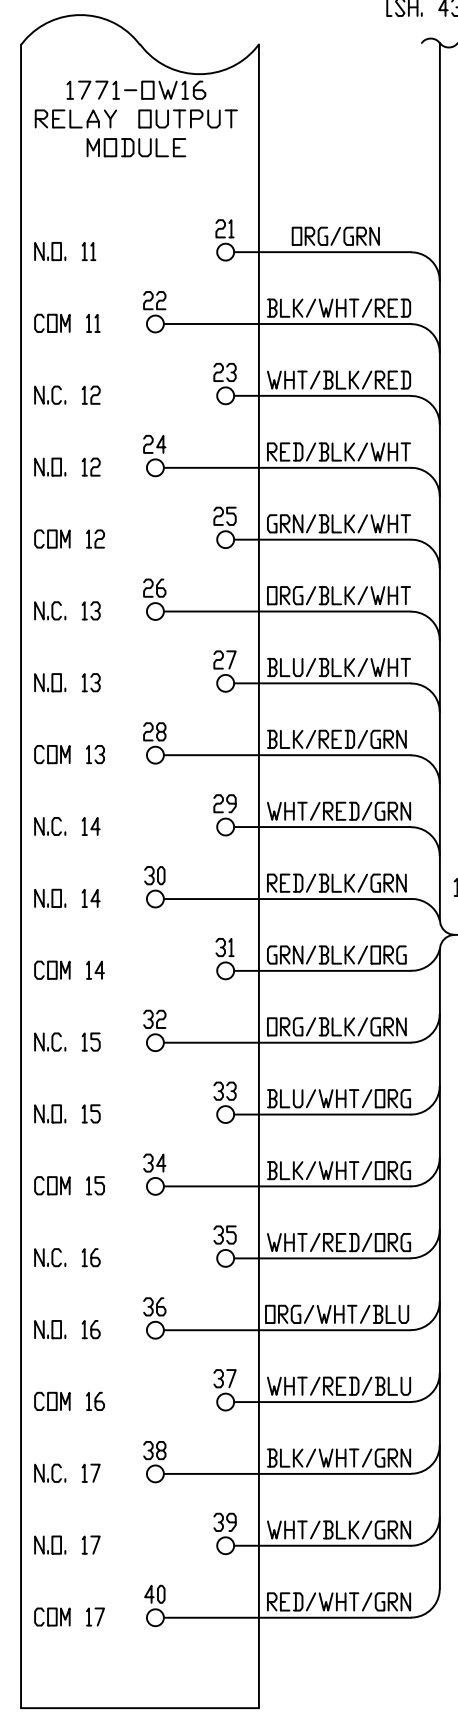 [SH. 43
1771-OW16
RELAY OUTPUT
MODULE
N.O. 11 21 ORG/GRN
COM 11 22 BLK/WHT/RED
N.C. 12 23 WHT/BLK/RED
N.O. 12 24 RED/BLK/WHT
COM 12 25 GRN/BLK/WHT
N.C. 13 26 ORG/BLK/WHT
N.O. 13 27 BLU/BLK/WHT
COM 13 28 BLK/RED/GRN
N.C. 14 29 WHT/RED/GRN
N.O. 14 30 RED/BLK/GRN
1
COM 14 31 GRN/BLK/ORG
N.C. 15 32 ORG/BLK/GRN
N.O. 15 33 BLU/WHT/ORG
COM 15 34 BLK/WHT/ORG
N.C. 16 35 WHT/RED/ORG
N.O. 16 36 ORG/WHT/BLU
COM 16 37 WHT/RED/BLU
N.C. 17 38 BLK/WHT/GRN
N.O. 17 39 WHT/BLK/GRN
COM 17 40 RED/WHT/GRN